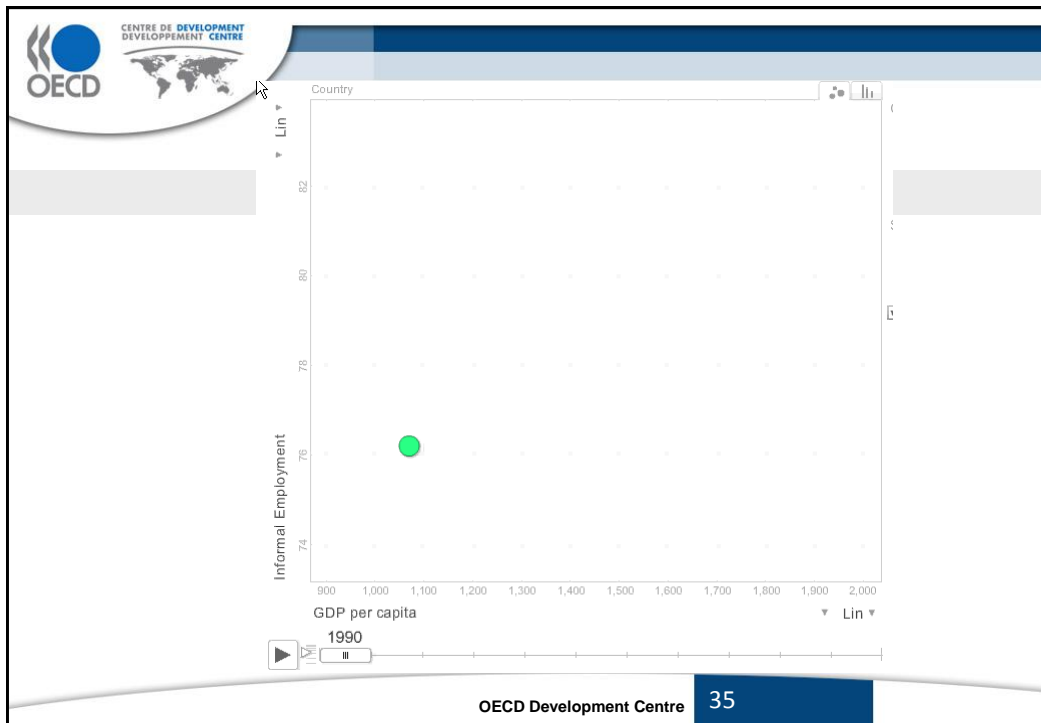 CENTRE DE DEVELOPMENT
DEVELOPPEMENT CENTRE
OECD
Country
Lin
82
80
78
76
74
Informal Employment
900 1,000 1,100 1,200 1,300 1,400 1,500 1,600 1,700 1,800 1,900 2,000
GDP per capita Lin
1990
OECD Development Centre 35